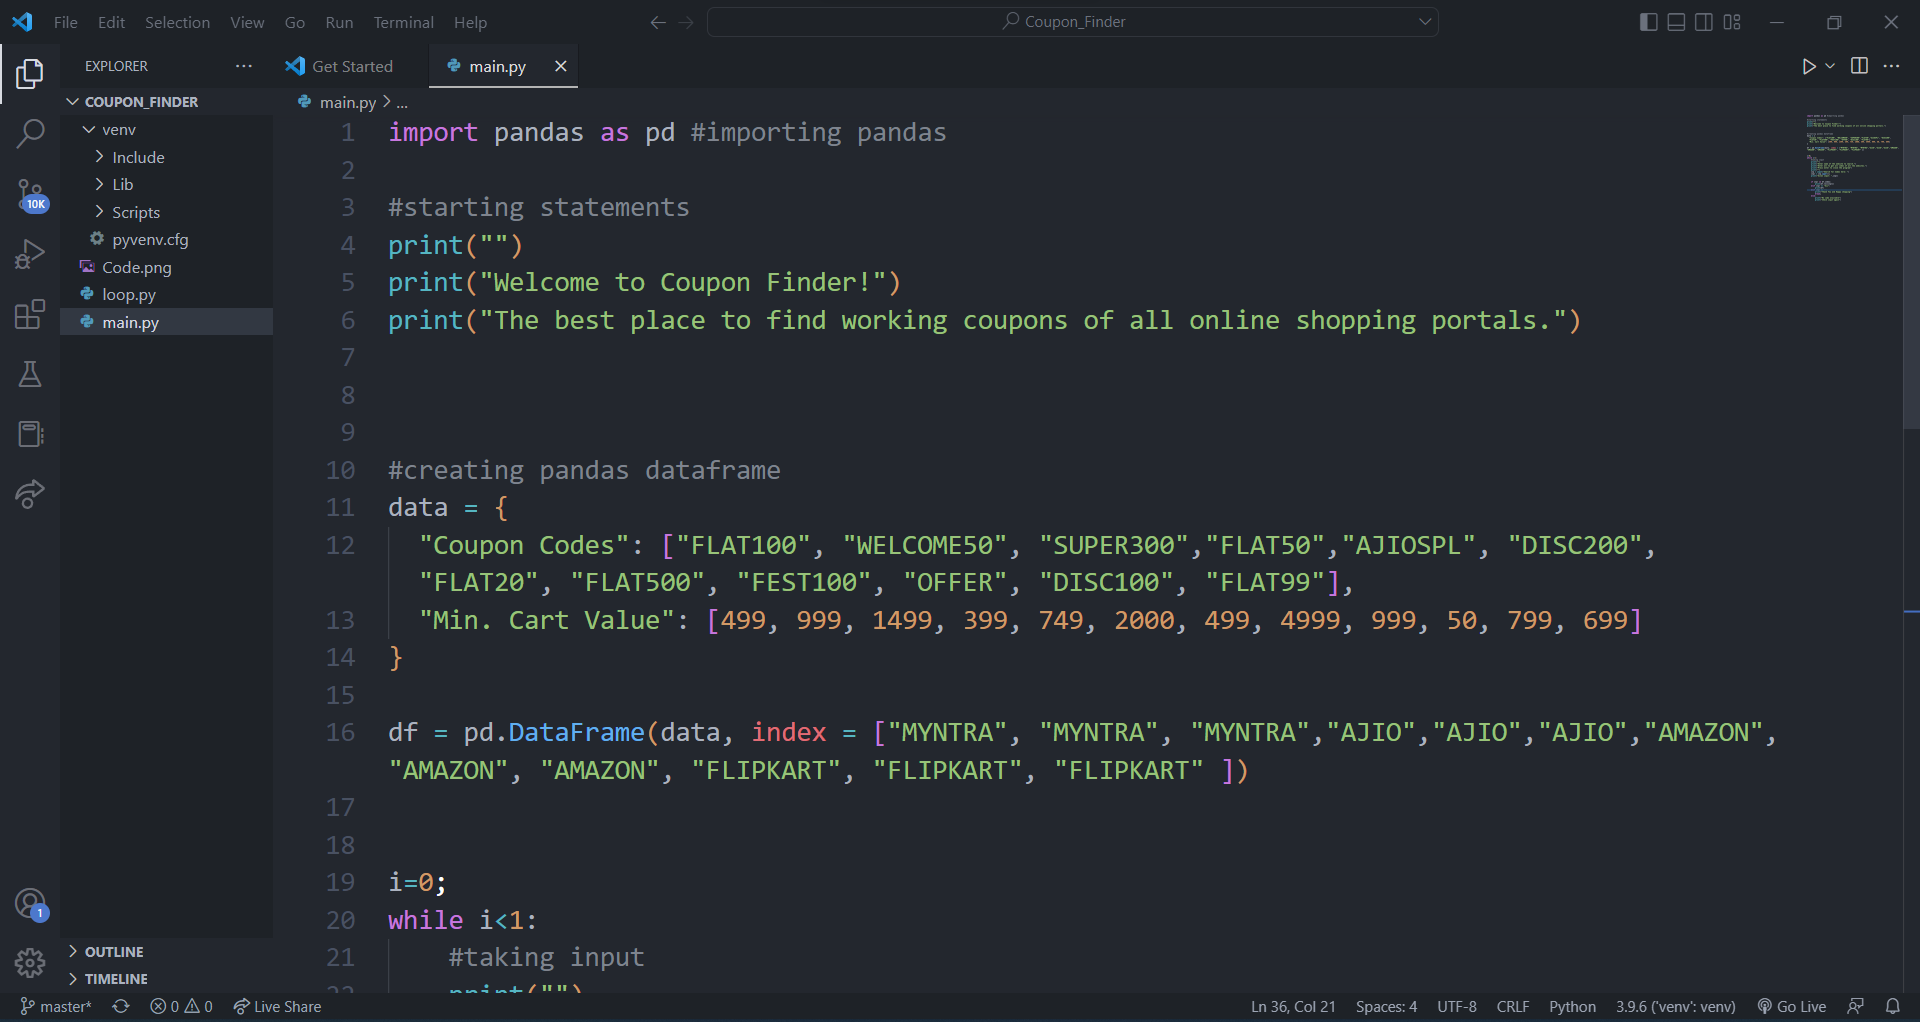 File Edit Selection View Go Run Terminal Help
Coupon_Finder
EXPLORER
Get Started
main.py
COUPON_FINDER
venv
Include
Lib
Scripts
pyvenv.cfg
Code.png
loop.py
main.py
OUTLINE
TIMELINE
10K
1
main.py > ...
1 import pandas as pd #importing pandas
2
3 #starting statements
4 print("")
5 print("Welcome to Coupon Finder!")
6 print("The best place to find working coupons of all online shopping portals.")
7
8
9
10 #creating pandas dataframe
11 data = {
12 "Coupon Codes": ["FLAT100", "WELCOME50", "SUPER300","FLAT50","AJIOSPL", "DISC200",
"FLAT20", "FLAT500", "FEST100", "OFFER", "DISC100", "FLAT99"],
13 "Min. Cart Value": [499, 999, 1499, 399, 749, 2000, 499, 4999, 999, 50, 799, 699]
14 }
15
16 df = pd.DataFrame(data, index = ["MYNTRA", "MYNTRA", "MYNTRA","AJIO","AJIO","AJIO","AMAZON",
"AMAZON", "AMAZON", "FLIPKART", "FLIPKART", "FLIPKART" ])
17
18
19 i=0;
20 while i<1:
21 #taking input
22 print("")
master* 0 0 Live Share Ln 36, Col 21 Spaces: 4 UTF-8 CRLF Python 3.9.6 ('venv': venv) Go Live